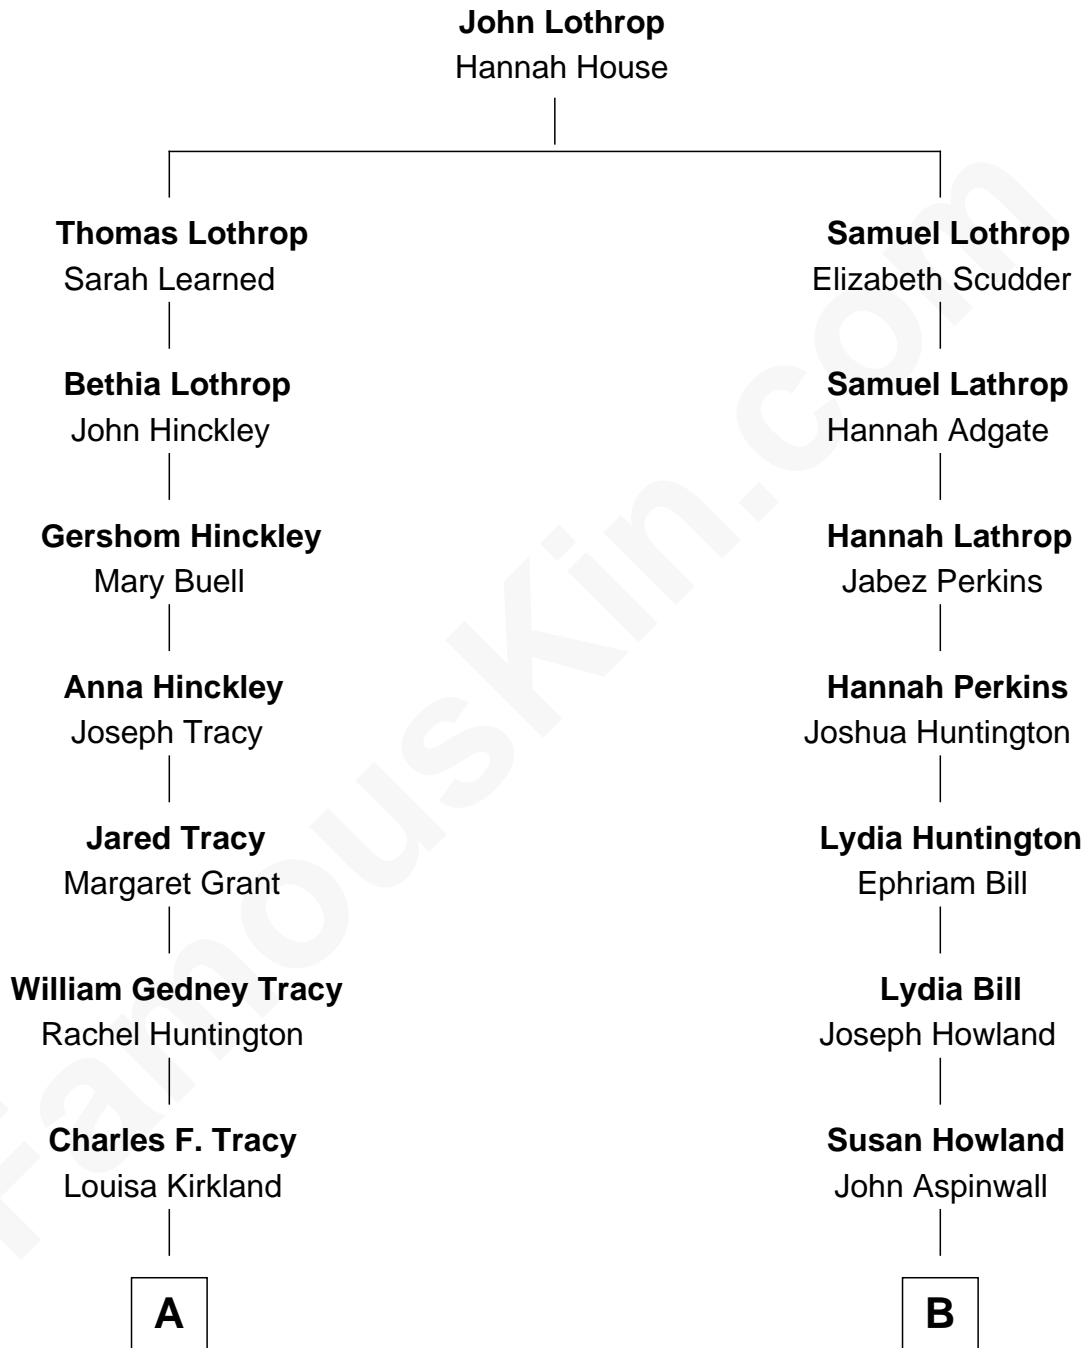 John Lothrop
Hannah House
Thomas Lothrop
Sarah Learned
Samuel Lothrop
Elizabeth Scudder
Bethia Lothrop
John Hinckley
Samuel Lathrop
Hannah Adgate
Gershom Hinckley
Mary Buell
Hannah Lathrop
Jabez Perkins
Anna Hinckley
Joseph Tracy
Hannah Perkins
Joshua Huntington
Jared Tracy
Margaret Grant
Lydia Huntington
Ephriam Bill
William Gedney Tracy
Rachel Huntington
Lydia Bill
Joseph Howland
Charles F. Tracy
Louisa Kirkland
Susan Howland
John Aspinwall
A
B
FamousKin.com